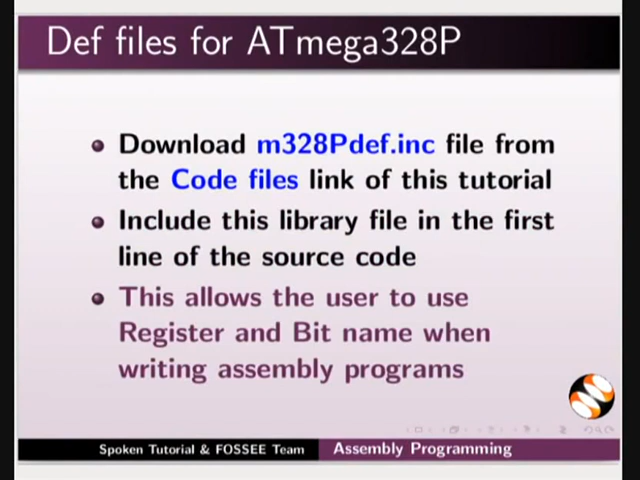 Def files for ATmega328P
Download m328Pdef.inc file from
the Code files link of this tutorial
Include this library file in the first
line of the source code
This allows the user to use
Register and Bit name when
writing assembly programs
Spoken Tutorial & FOSSEE Team
Assembly Programming